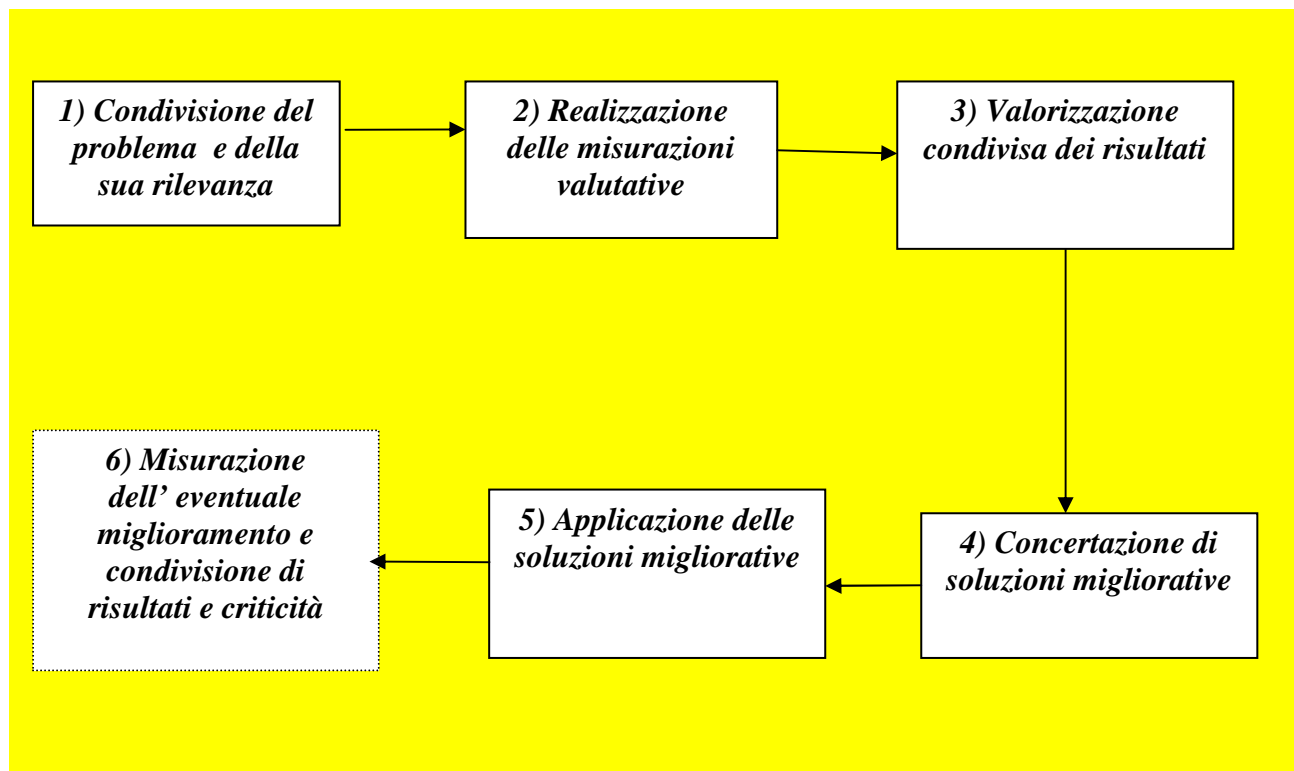 1) Condivisione del
problema e della
sua rilevanza
2) Realizzazione
delle misurazioni
valutative
3) Valorizzazione
condivisa dei risultati
4) Concertazione di
soluzioni migliorative
5) Applicazione delle
soluzioni migliorative
6) Misurazione
dell’ eventuale
miglioramento e
condivisione di
risultati e criticità